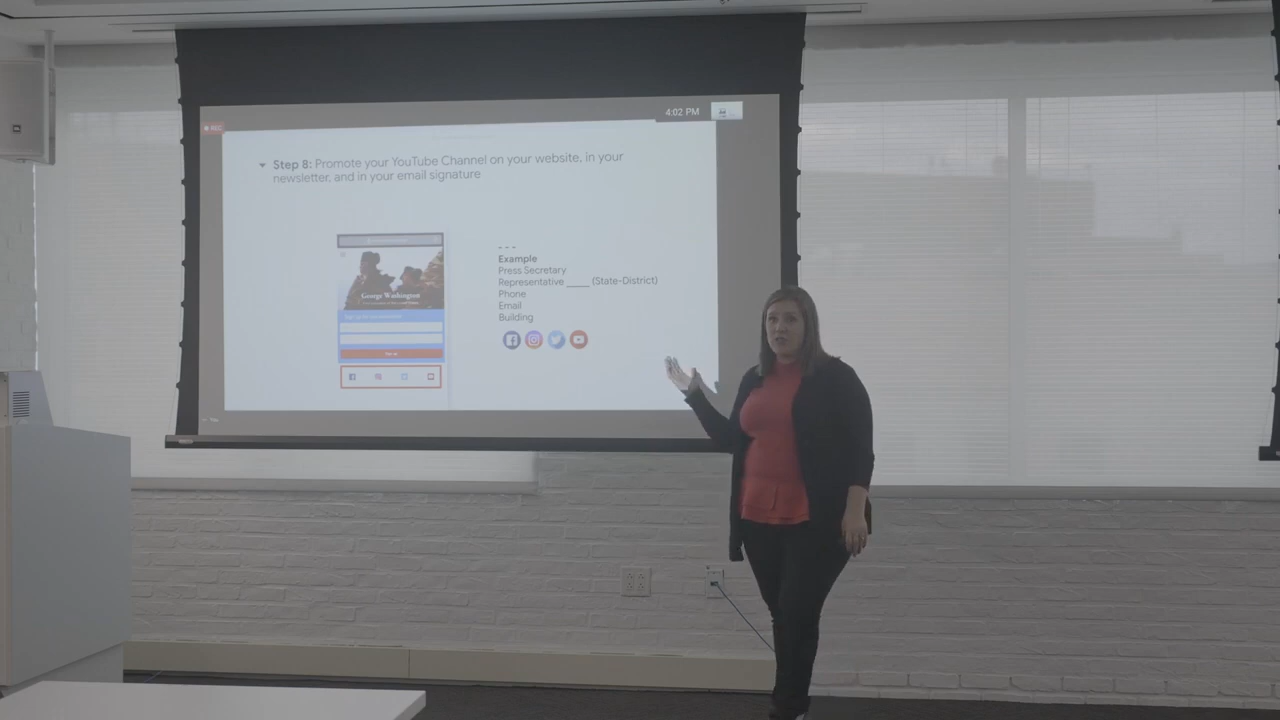 4:02 PM
REC
Step 8: Promote your YouTube Channel on your website, in your
newsletter, and in your email signature
George Washington
- - -
Example
Press Secretary
Representative ____ (State-District)
Phone
Email
Building